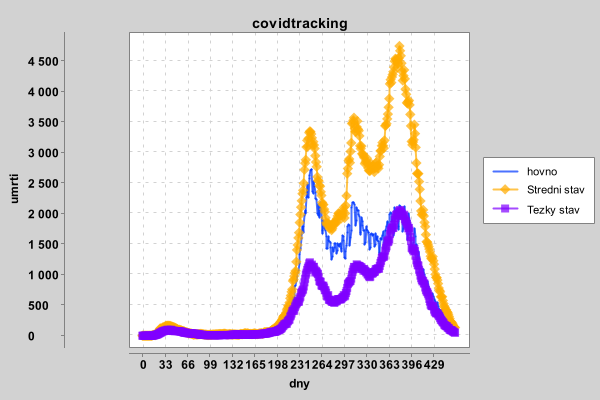 covidtracking
4 500
4 000
3 500
3 000
2 500
2 000
1 500
1 000
500
0
umrti
0 33 66 99 132 165 198 231 264 297 330 363 396 429
dny
hovno
Stredni stav
Tezky stav